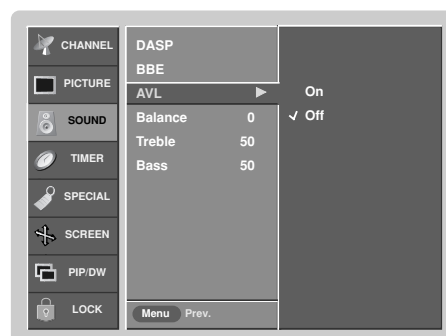 CHANNEL
PICTURE
SOUND
TIMER
SPECIAL
SCREEN
PIP/DW
LOCK
DASP
BBE
AVL
Balance 0
Treble 50
Bass 50
Menu Prev.
On
Off